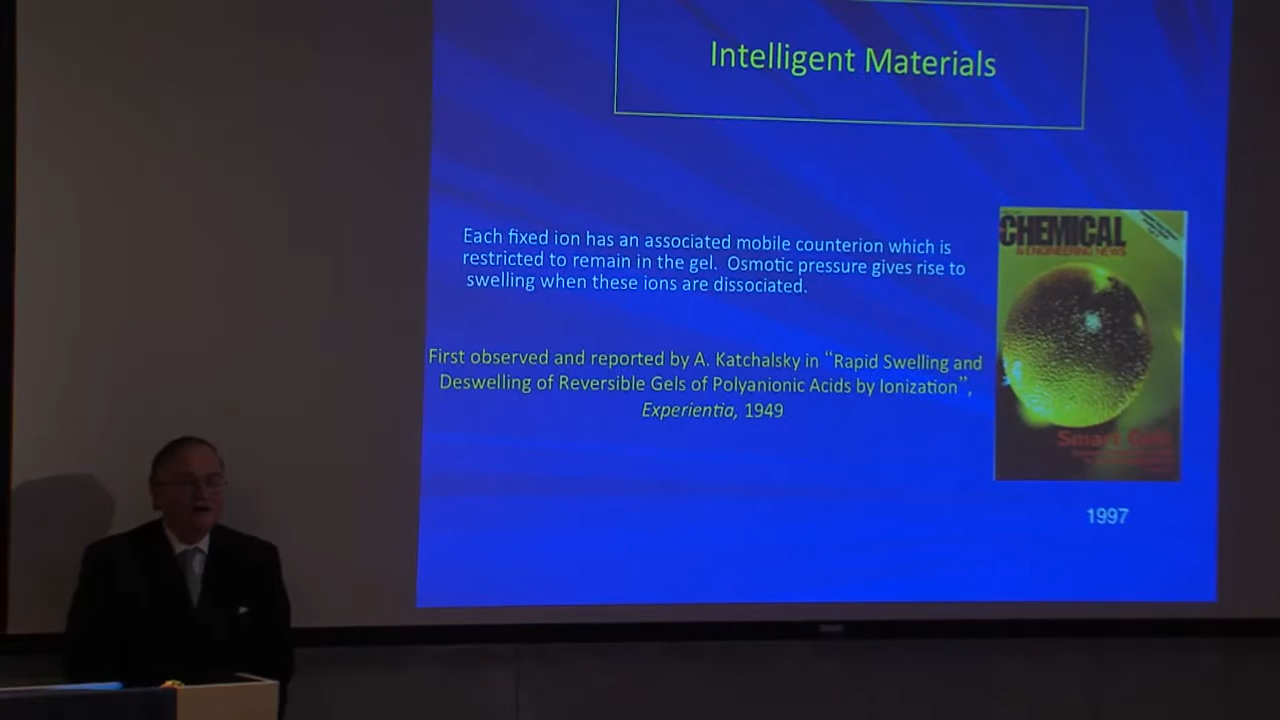 Intelligent Materials
Each fixed ion has an associated mobile counterion which is
restricted to remain in the gel.  Osmotic pressure gives rise to
swelling when these ions are dissociated.
First observed and reported by A. Katchalsky in “Rapid Swelling and
Deswelling of Reversible Gels of Polyanionic Acids by Ionization”,
Experientia, 1949
CHEMICAL
& ENGINEERING NEWS
Smart
1997